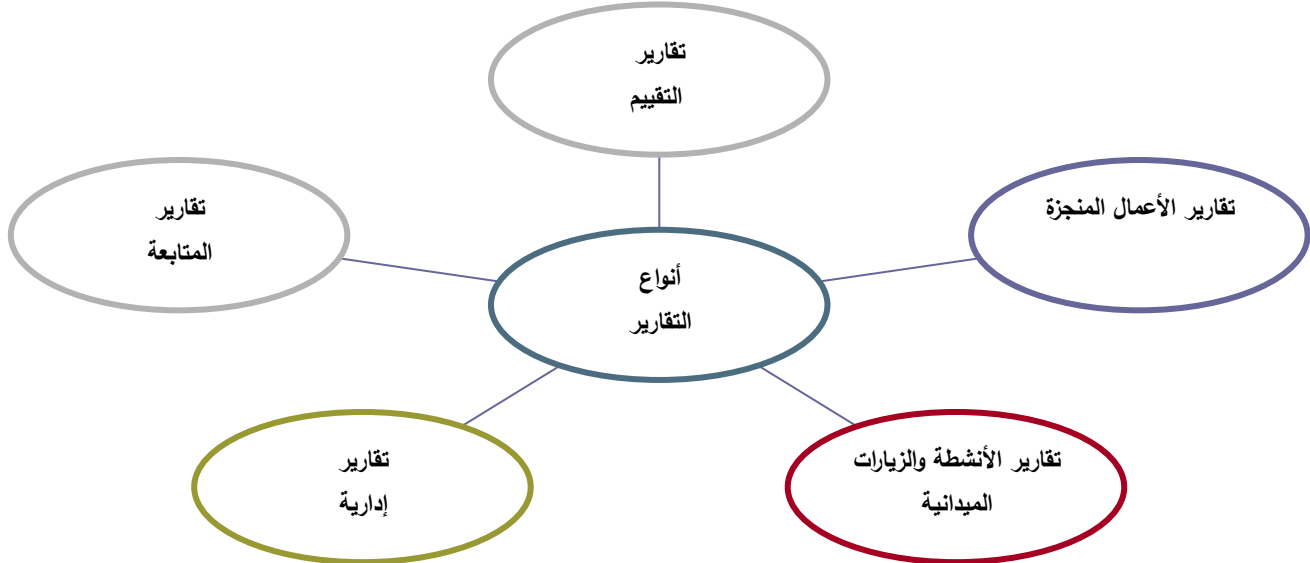 تقارير
التقييم
تقارير الأعمال المنجزة
تقارير
المتابعة
أنواع
التقارير
تقارير الأنشطة والزيارات
الميدانية
تقارير
إدارية